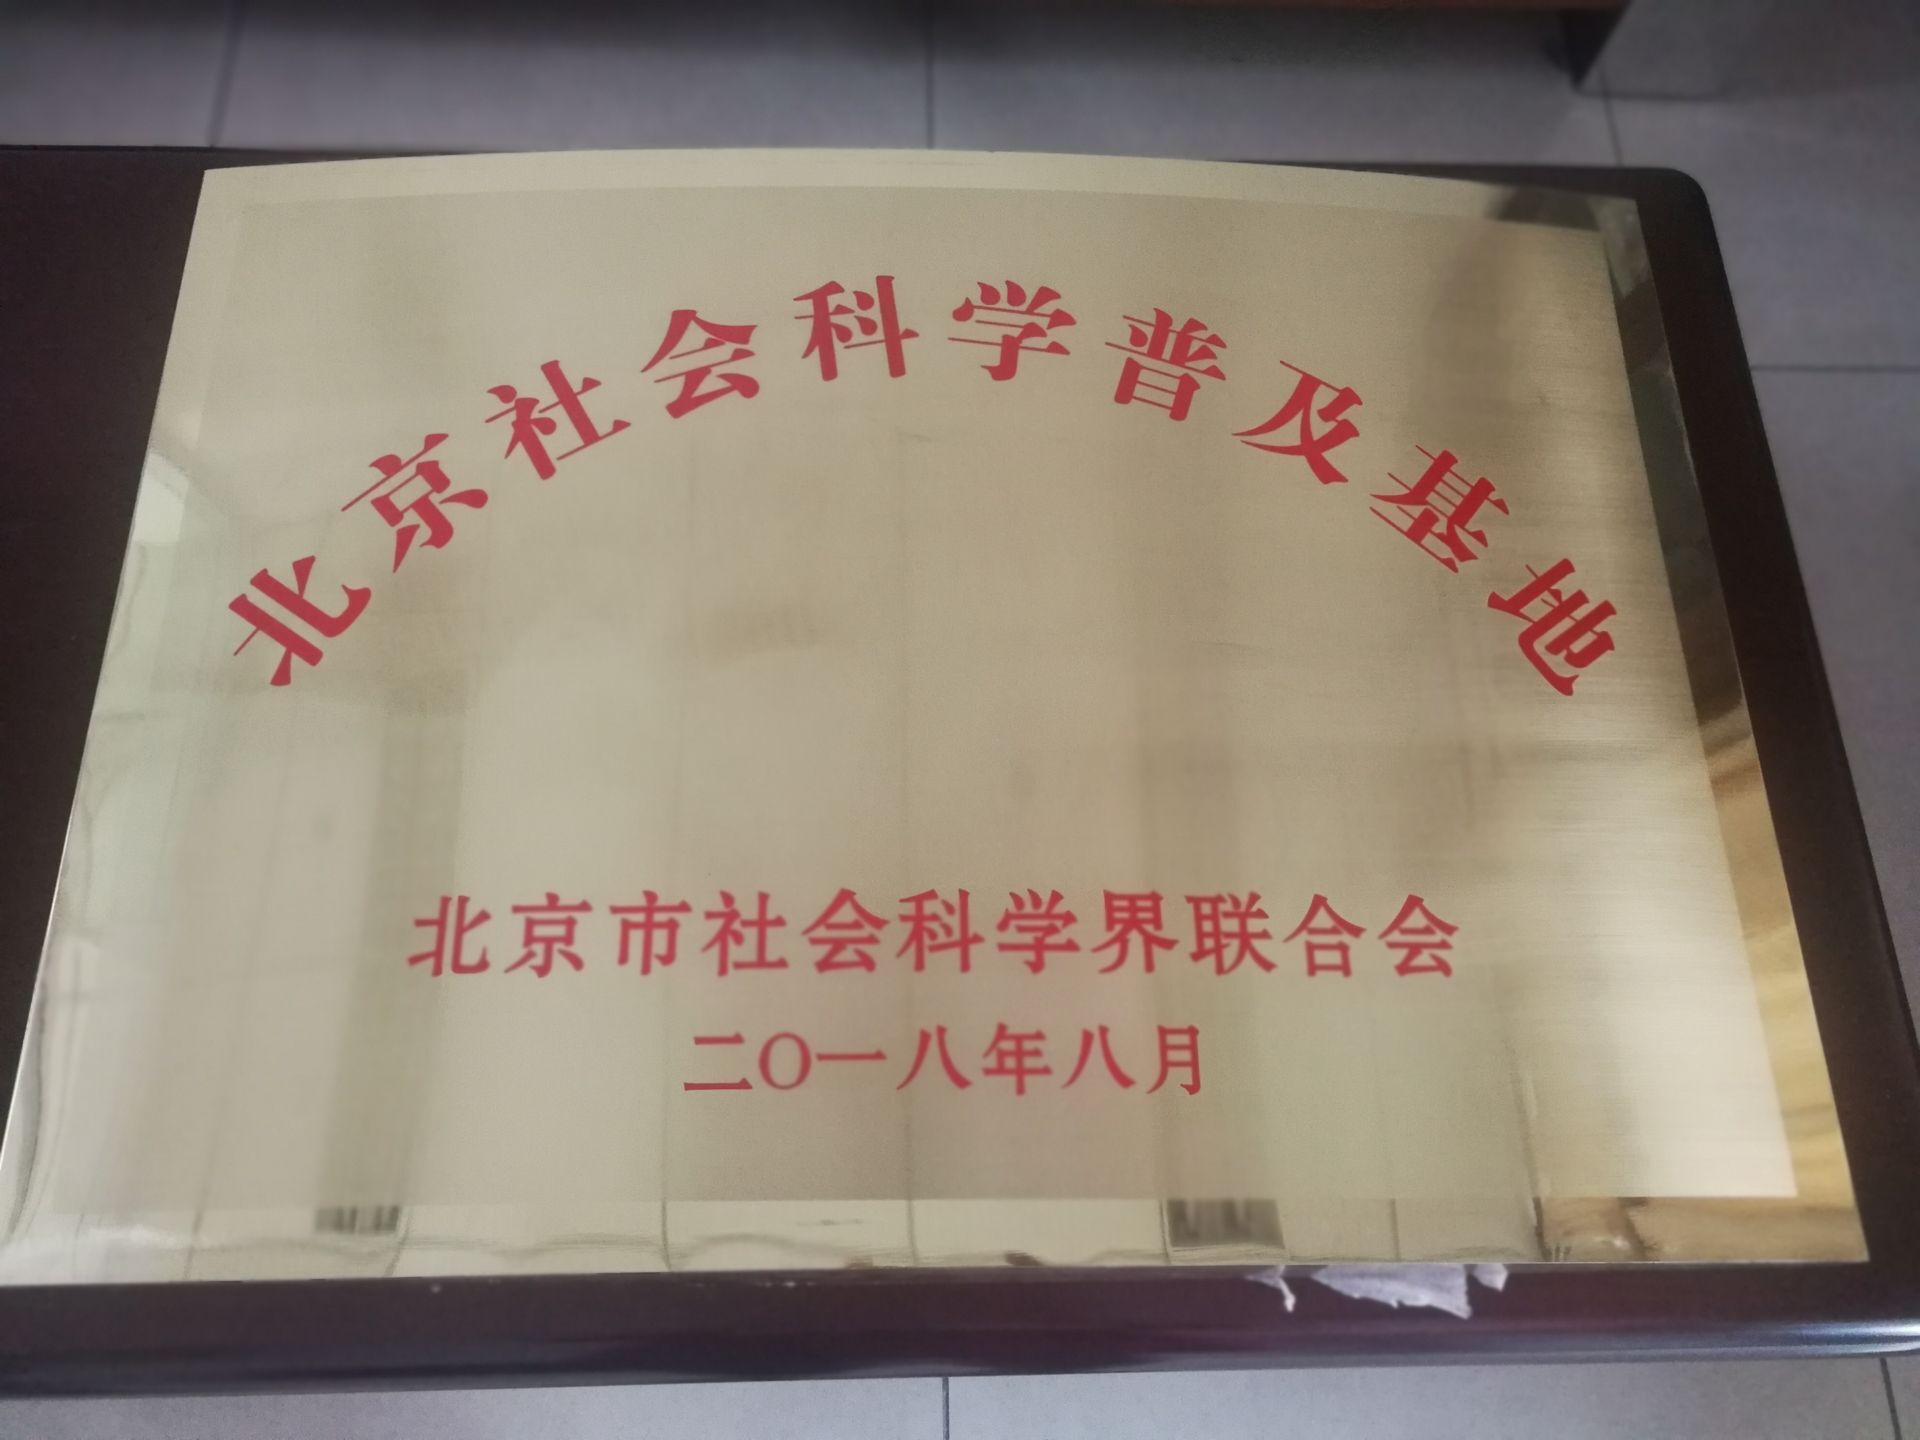 北京社会科学普及基地
北京市社会科学界联合会
二〇一八年八月